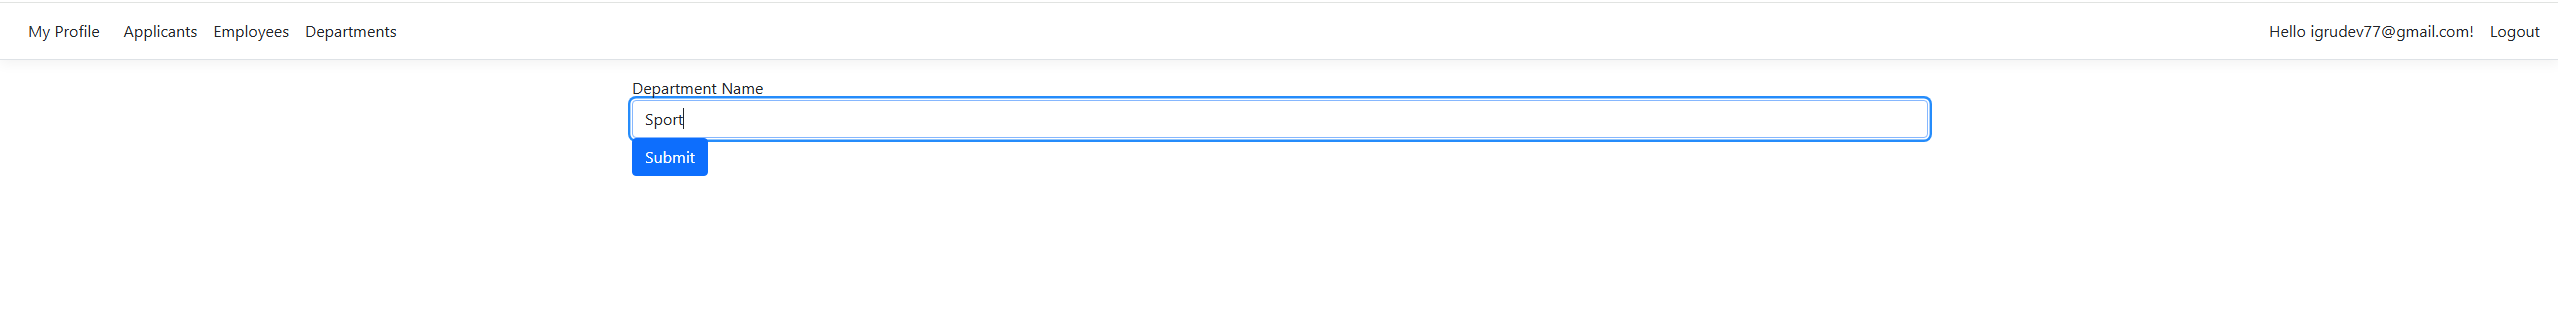 My Profile Applicants Employees Departments Hello igrudev77@gmail.com! Logout
Department Name
Sport
Submit